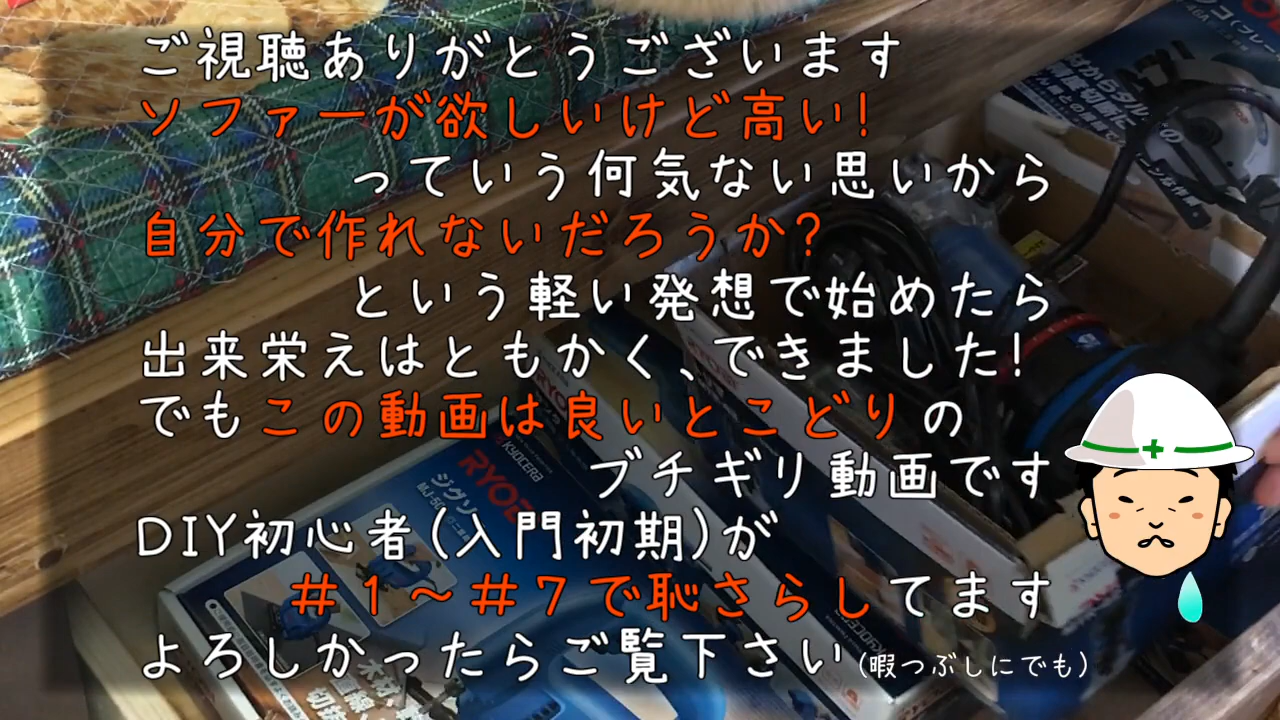 ご視聴ありがとうございます
ソファーが欲しいけど高い!
っていう何気ない思いから
自分で作れないだろうか?
という軽い発想で始めたら
出来栄えはともかく、できました!
でもこの動画は良いとこどりの
ブチギリ動画です
DIY初心者(入門初期)が
#1~#7で恥さらしてます
よろしかったらご覧下さい(暇つぶしにでも)
RYOBI
KYOCERA
ジグソー